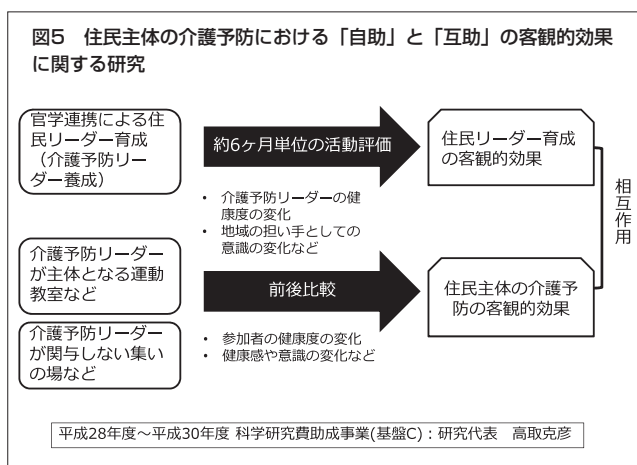 図5 住民主体の介護予防における「自助」と「互助」の客観的効果
に関する研究
官学連携による住
民リーダー育成
（介護予防リー
ダー養成）
約6ヶ月単位の活動評価
• 介護予防リーダーの健
康度の変化
• 地域の担い手としての
意識の変化など
住民リーダー育成
の客観的効果
相互作用
介護予防リーダー
が主体となる運動
教室など
前後比較
住民主体の介護予
防の客観的効果
介護予防リーダー
が関与しない集い
の場など
• 参加者の健康度の変化
• 健康感や意識の変化など
平成28年度～平成30年度 科学研究費助成事業(基盤C)：研究代表 高取克彦